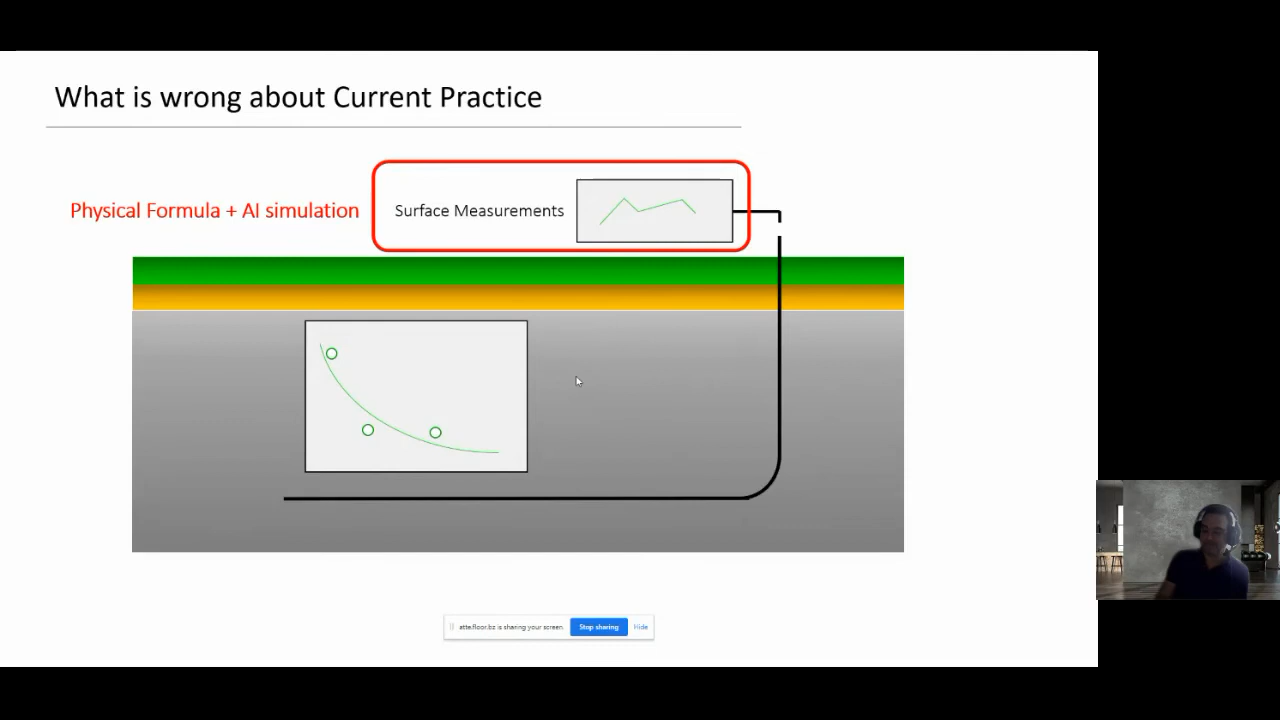 What is wrong about Current Practice
Physical Formula + AI simulation
Surface Measurements
atte.floor.bz is sharing your screen.
Stop sharing
Hide